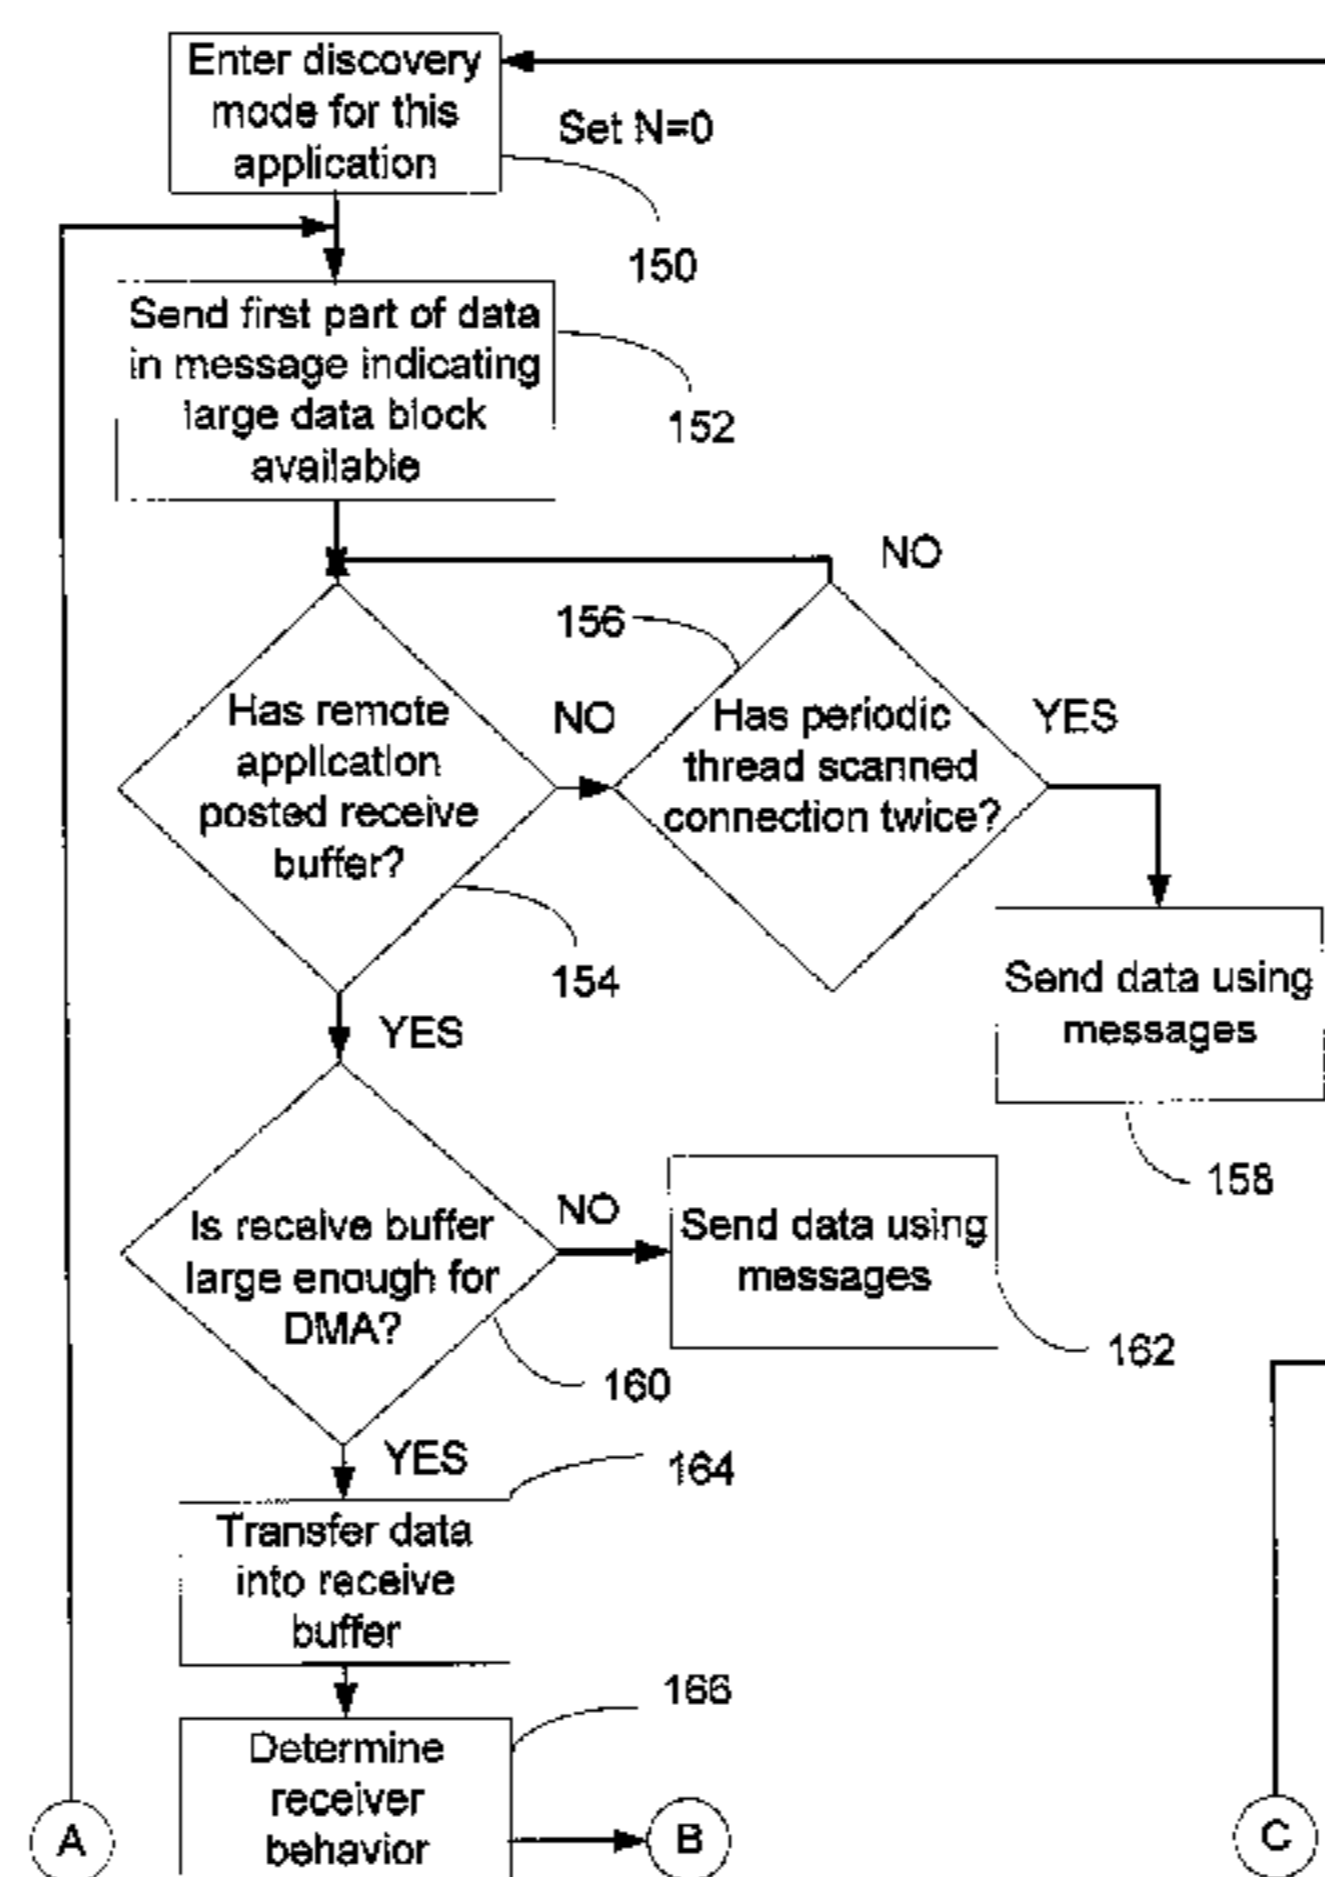 Enter discovery
mode for this
application
Set N=0
150
Send first part of data
in message indicating
large data block
available
152
NO
156
Has remote
application
posted receive
buffer?
NO
Has periodic
thread scanned
connection twice?
YES
154
YES
Send data using
messages
158
Is receive buffer
large enough for
DMA?
NO
Send data using
messages
162
160
YES
164
Transfer data
into receive
buffer
166
Determine
receiver
behavior
A
B
C